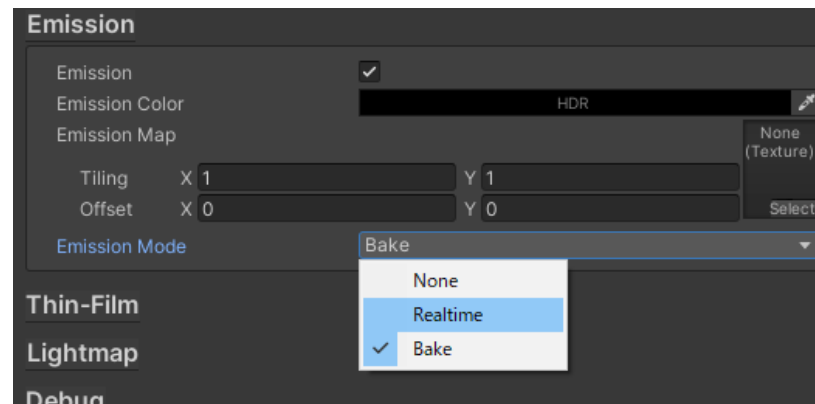 Emission
Emission
Emission Color HDR
Emission Map None
(Texture)
Tiling X 1 Y 1
Offset X 0 Y 0 Select
Emission Mode Bake
None
Thin-Film Realtime
Lightmap Bake
Debug